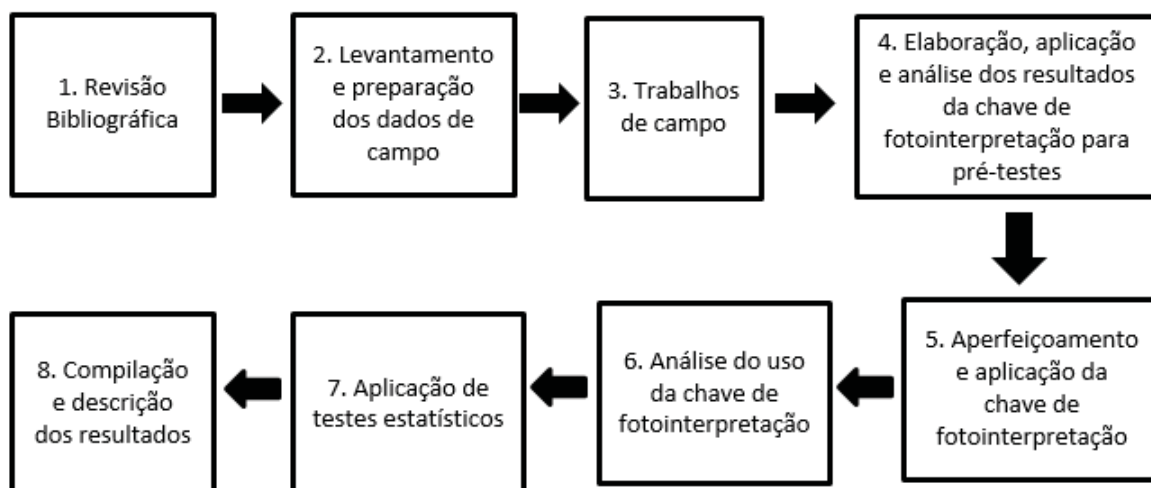 1. Revisão
Bibliográfica
2. Levantamento
e preparação
dos dados de
campo
3. Trabalhos
de campo
4. Elaboração, aplicação
e análise dos resultados
da chave de
fotointerpretação para
pré-testes
5. Aperfeiçoamento
e aplicação da
chave de
fotointerpretação
6. Análise do uso
da chave de
fotointerpretação
7. Aplicação de
testes estatísticos
8. Compilação
e descrição
dos resultados